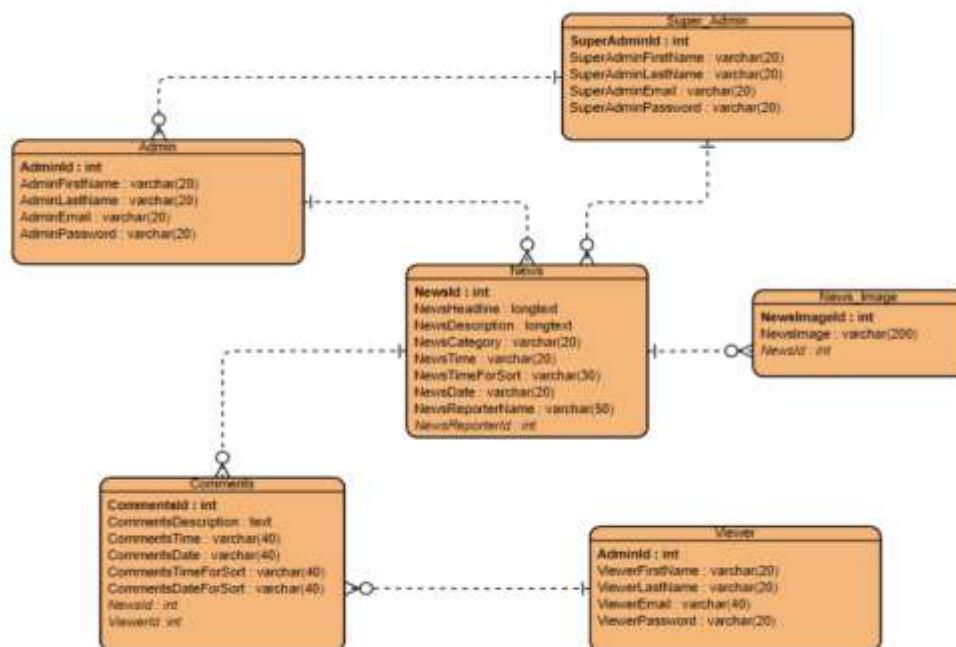 Super_Admin
SuperAdminId : int
SuperAdminFirstName : varchar(20)
SuperAdminLastName : varchar(20)
SuperAdminEmail : varchar(20)
SuperAdminPassword : varchar(20)
Admin
AdminId : int
AdminFirstName : varchar(20)
AdminLastName : varchar(20)
AdminEmail : varchar(20)
AdminPassword : varchar(20)
News
NewsId : int
NewsHeadline : longtext
NewsDescription : longtext
NewsCategory : varchar(20)
NewsTime : varchar(20)
NewsTimeForSort : varchar(30)
NewsDate : varchar(20)
NewsReporterName : varchar(50)
NewsReporterId : int
News_Image
NewsImageId : int
NewsImage : varchar(200)
NewsId : int
Comments
CommentsId : int
CommentsDescription : text
CommentsTime : varchar(40)
CommentsDate : varchar(40)
CommentsTimeForSort : varchar(40)
CommentsDateForSort : varchar(40)
NewsId : int
ViewerId : int
Viewer
AdminId : int
ViewerFirstName : varchar(20)
ViewerLastName : varchar(20)
ViewerEmail : varchar(40)
ViewerPassword : varchar(20)